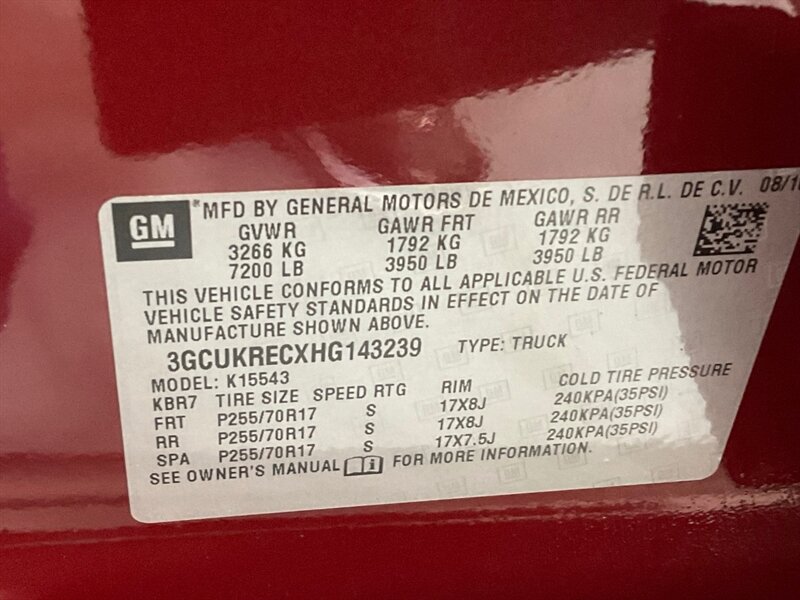 GM
*MFD BY GENERAL MOTORS DE MEXICO, S. DE R.L. DE C.V. 08/1
GVWR GAWR FRT GAWR RR
3266 KG 1792 KG 1792 KG
7200 LB 3950 LB 3950 LB
THIS VEHICLE CONFORMS TO ALL APPLICABLE U.S. FEDERAL MOTOR
VEHICLE SAFETY STANDARDS IN EFFECT ON THE DATE OF
MANUFACTURE SHOWN ABOVE.
3GCUKRECXHG143239 TYPE: TRUCK
MODEL: K15543
KBR7 TIRE SIZE SPEED RTG RIM COLD TIRE PRESSURE
FRT P255/70R17 S 17X8J 240KPA(35PSI)
RR P255/70R17 S 17X8J 240KPA(35PSI)
SPA P255/70R17 S 17X7.5J 240KPA(35PSI)
SEE OWNER'S MANUAL FOR MORE INFORMATION.